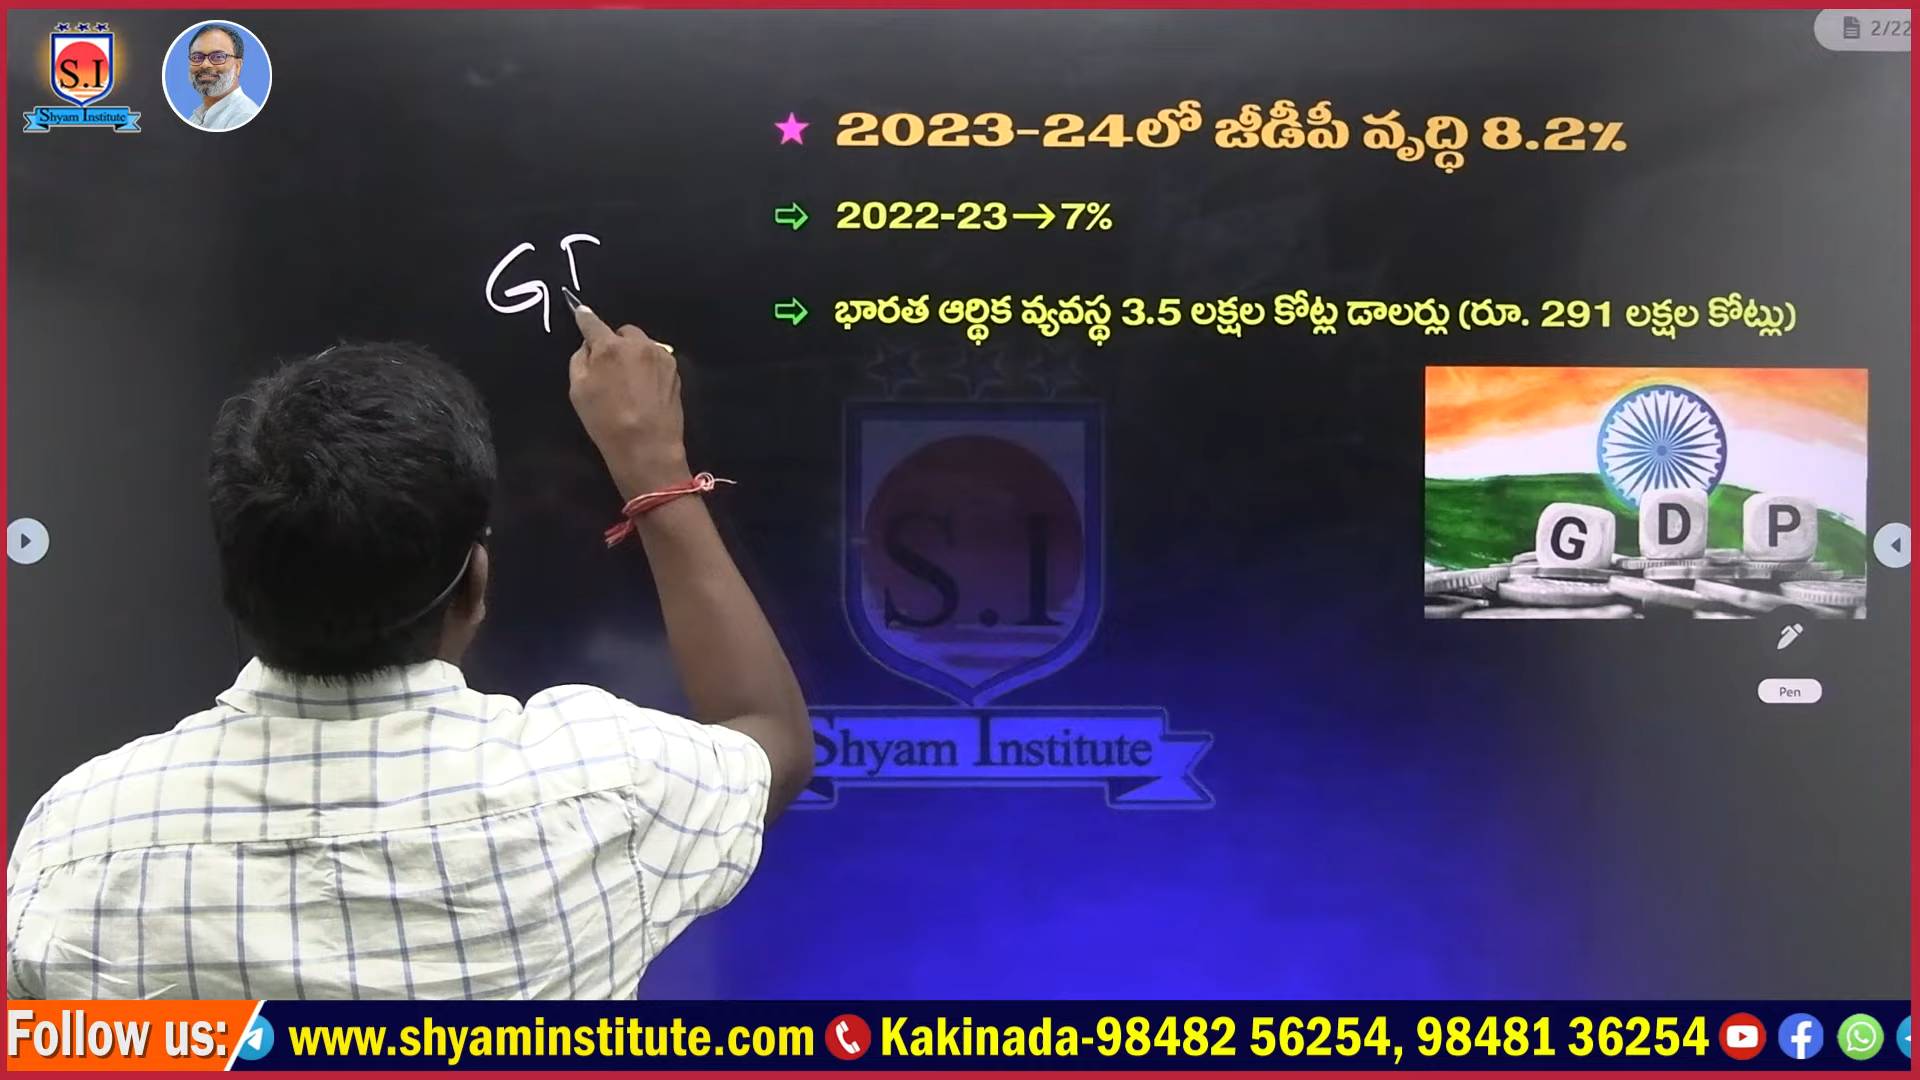 S.I
Shyam Institute
2/22
★ 2023-24లో జీడీపీ వృద్ధి 8.2%
⇨ 2022-23→7%
G
⇨ భారత ఆర్థిక వ్యవస్థ 3.5 లక్షల కోట్ల డాలర్లు (రూ. 291 లక్షల కోట్లు)
G D P
S.I
Shyam Institute
Pen
Follow us: www.shyaminstitute.com Kakinada-98482 56254, 98481 36254